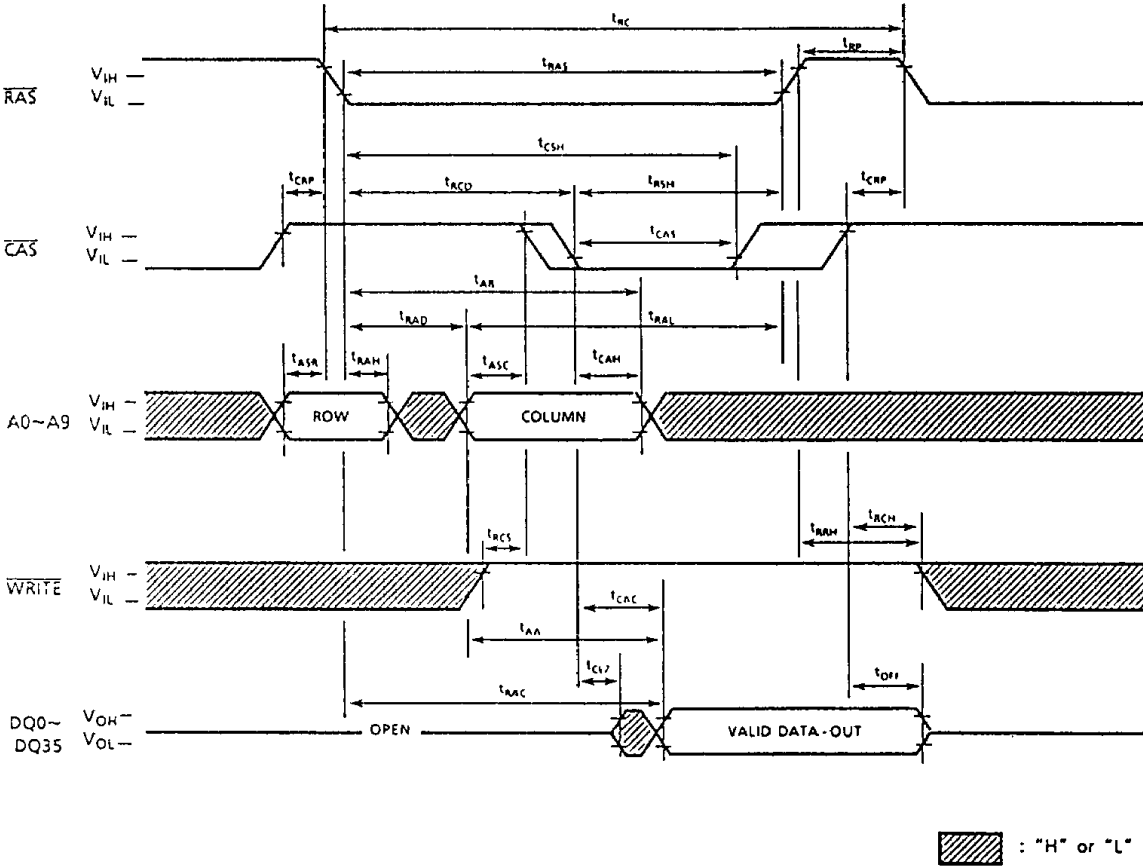 tRC
tRP
tRAS
VIH
RAS
VIL
tCSH
tCRP
tRCD
tRSH
tCRP
VIH
CAS
VIL
tCAS
tAR
tRAD
tRAL
tASR
tRAH
tASC
tCAH
VIH
A0~A9
VIL
ROW
COLUMN
tRCS
tRCH
tRRH
VIH
WRITE
VIL
tCAC
tAA
tCLZ
tOFF
tRAC
VOH
DQ0~
DQ35
VOL
OPEN
VALID DATA-OUT
: "H" or "L"